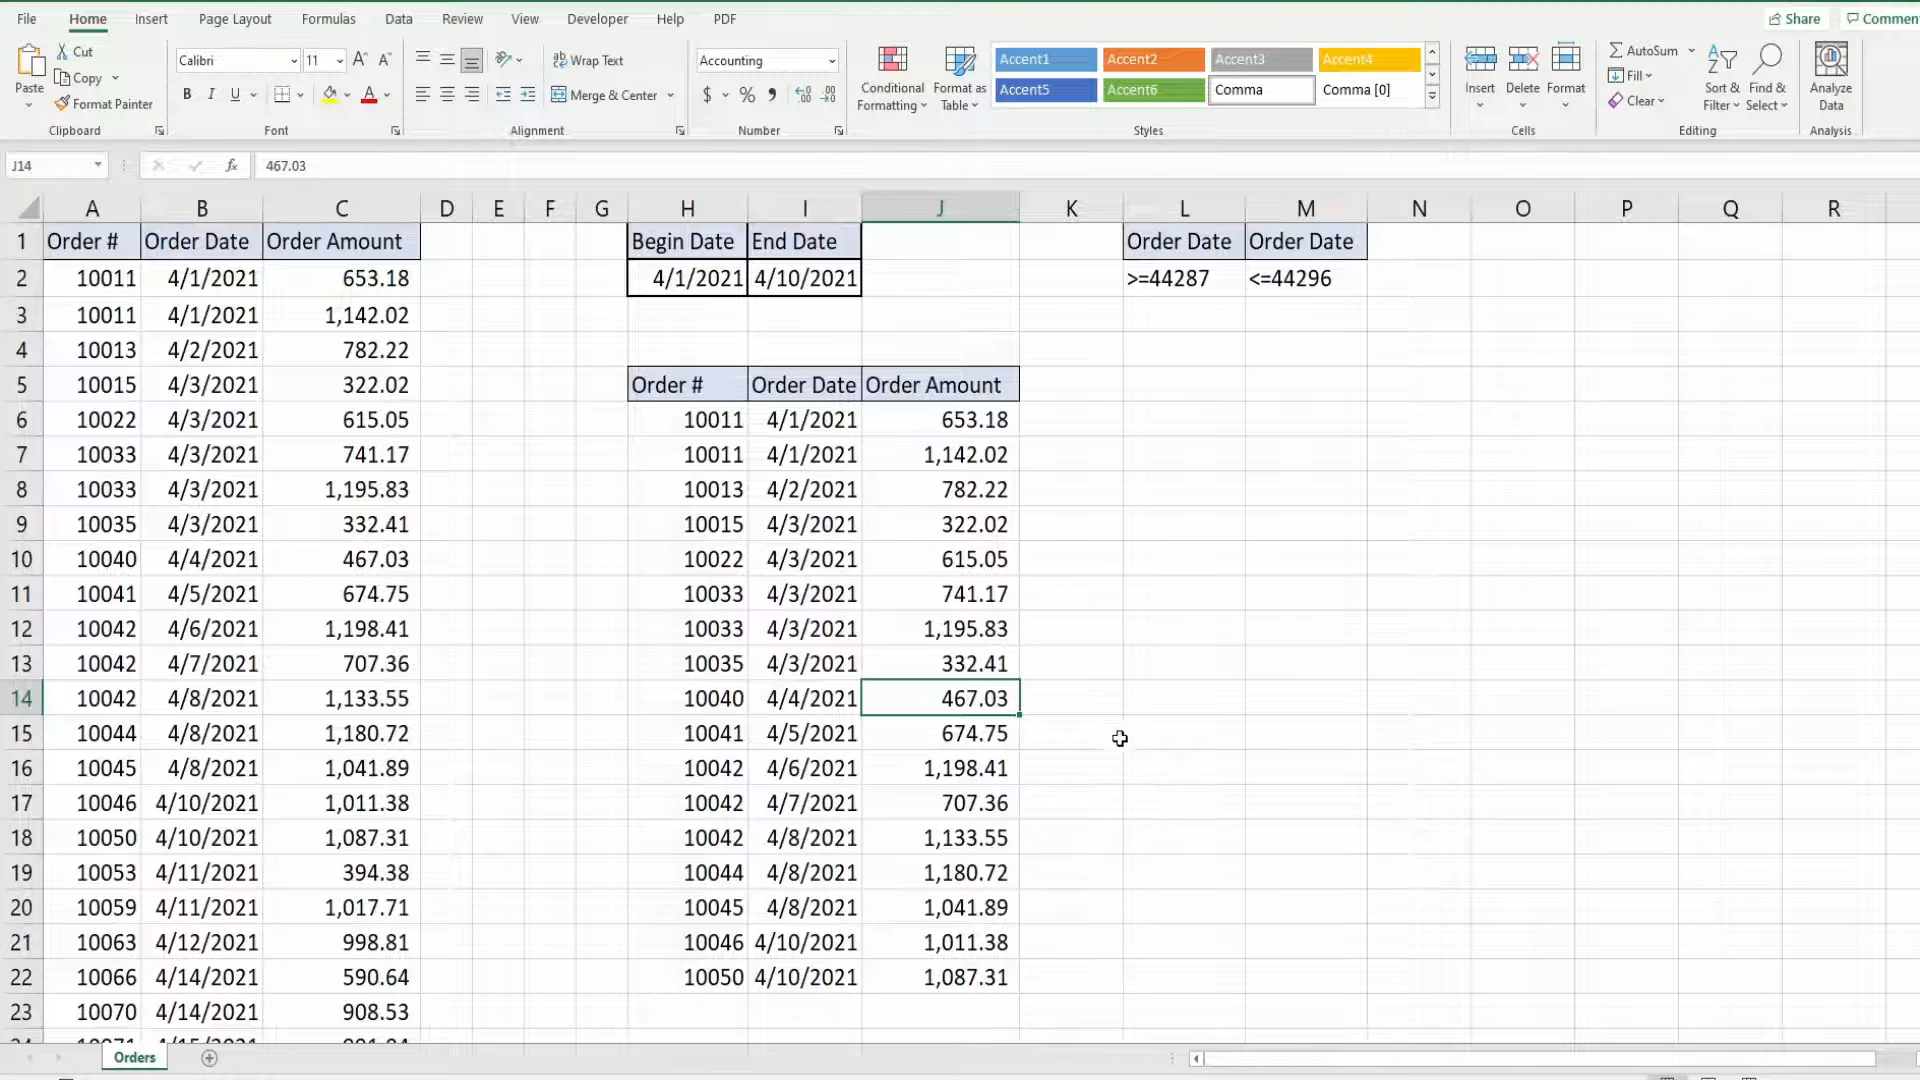 File Home Insert Page Layout Formulas Data Review View Developer Help PDF Share
Paste Cut Copy Format Painter Clipboard
Calibri 11 A A B I U A Font
Wrap Text Merge & Center Alignment
Accounting $ % Number
Conditional Formatting Format as Table
Accent1 Accent2 Accent3 Accent4
Accent5 Accent6 Comma Comma [0]
Styles
Insert Delete Format Cells
AutoSum Fill Clear Sort & Filter Find & Select Editing
Analyze Data Analysis
J14 fx 467.03
A B C D E F G H I J K L M N O P Q R
1 Order # Order Date Order Amount Begin Date End Date Order Date Order Date
2 10011 4/1/2021 653.18 4/1/2021 4/10/2021 >=44287 <=44296
3 10011 4/1/2021 1,142.02
4 10013 4/2/2021 782.22
5 10015 4/3/2021 322.02 Order # Order Date Order Amount
6 10022 4/3/2021 615.05 10011 4/1/2021 653.18
7 10033 4/3/2021 741.17 10011 4/1/2021 1,142.02
8 10033 4/3/2021 1,195.83 10013 4/2/2021 782.22
9 10035 4/3/2021 332.41 10015 4/3/2021 322.02
10 10040 4/4/2021 467.03 10022 4/3/2021 615.05
11 10041 4/5/2021 674.75 10033 4/3/2021 741.17
12 10042 4/6/2021 1,198.41 10033 4/3/2021 1,195.83
13 10042 4/7/2021 707.36 10035 4/3/2021 332.41
14 10042 4/8/2021 1,133.55 10040 4/4/2021 467.03
15 10044 4/8/2021 1,180.72 10041 4/5/2021 674.75
16 10045 4/8/2021 1,041.89 10042 4/6/2021 1,198.41
17 10046 4/10/2021 1,011.38 10042 4/7/2021 707.36
18 10050 4/10/2021 1,087.31 10042 4/8/2021 1,133.55
19 10053 4/11/2021 394.38 10044 4/8/2021 1,180.72
20 10059 4/11/2021 1,017.71 10045 4/8/2021 1,041.89
21 10063 4/12/2021 998.81 10046 4/10/2021 1,011.38
22 10066 4/14/2021 590.64 10050 4/10/2021 1,087.31
23 10070 4/14/2021 908.53
Orders